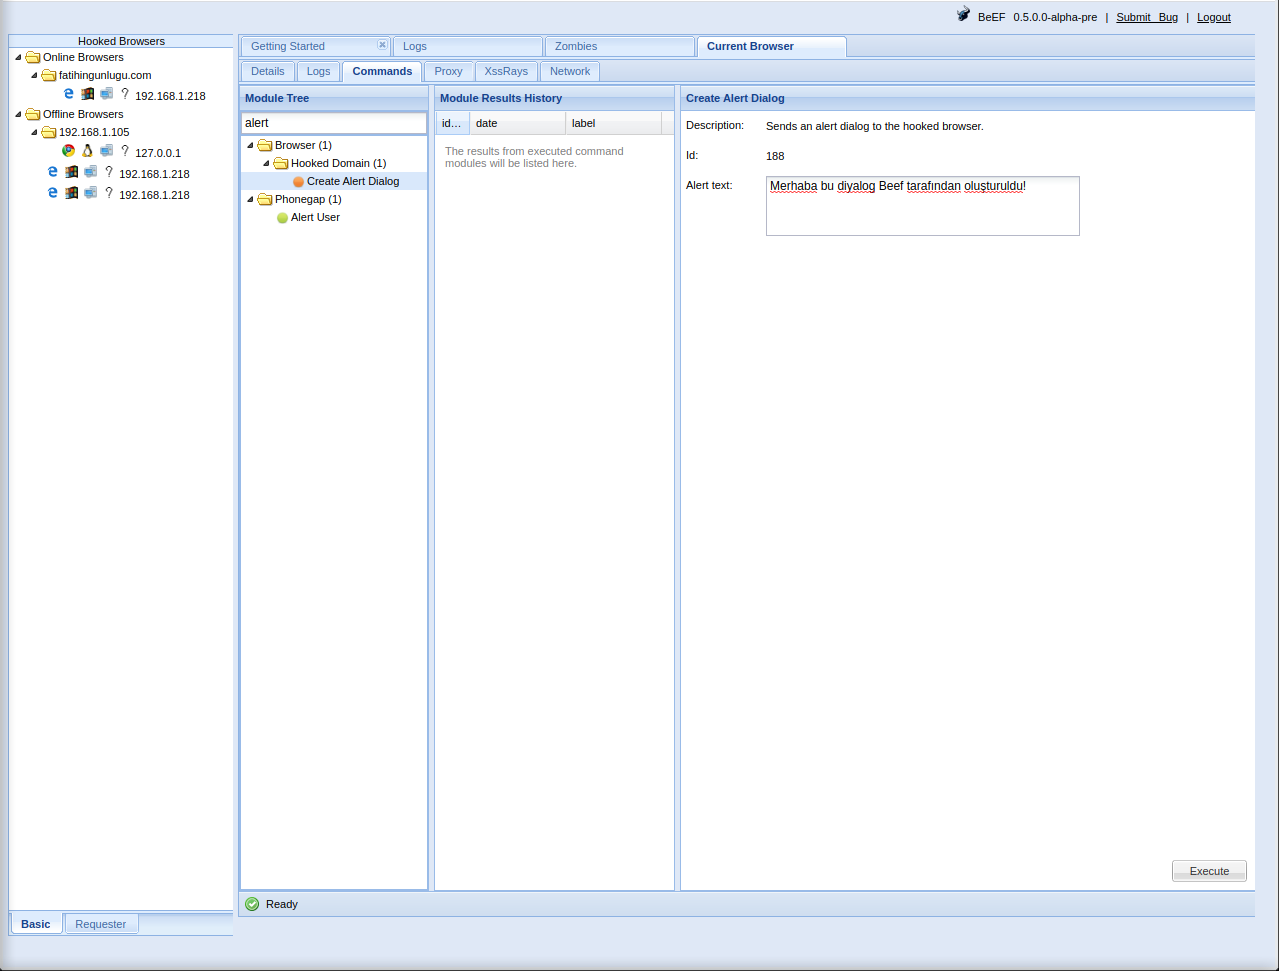 BeEF 0.5.0.0-alpha-pre | Submit Bug | Logout
Hooked Browsers
Online Browsers
fatihingunlugu.com
? 192.168.1.218
Offline Browsers
192.168.1.105
? 127.0.0.1
? 192.168.1.218
? 192.168.1.218
Basic Requester
Getting Started Logs Zombies Current Browser
Details Logs Commands Proxy XssRays Network
Module Tree
alert
Browser (1)
Hooked Domain (1)
Create Alert Dialog
Phonegap (1)
Alert User
Module Results History
id... date label
The results from executed command
modules will be listed here.
Create Alert Dialog
Description: Sends an alert dialog to the hooked browser.
Id: 188
Alert text: Merhaba bu diyalog Beef tarafından oluşturuldu!
Execute
Ready